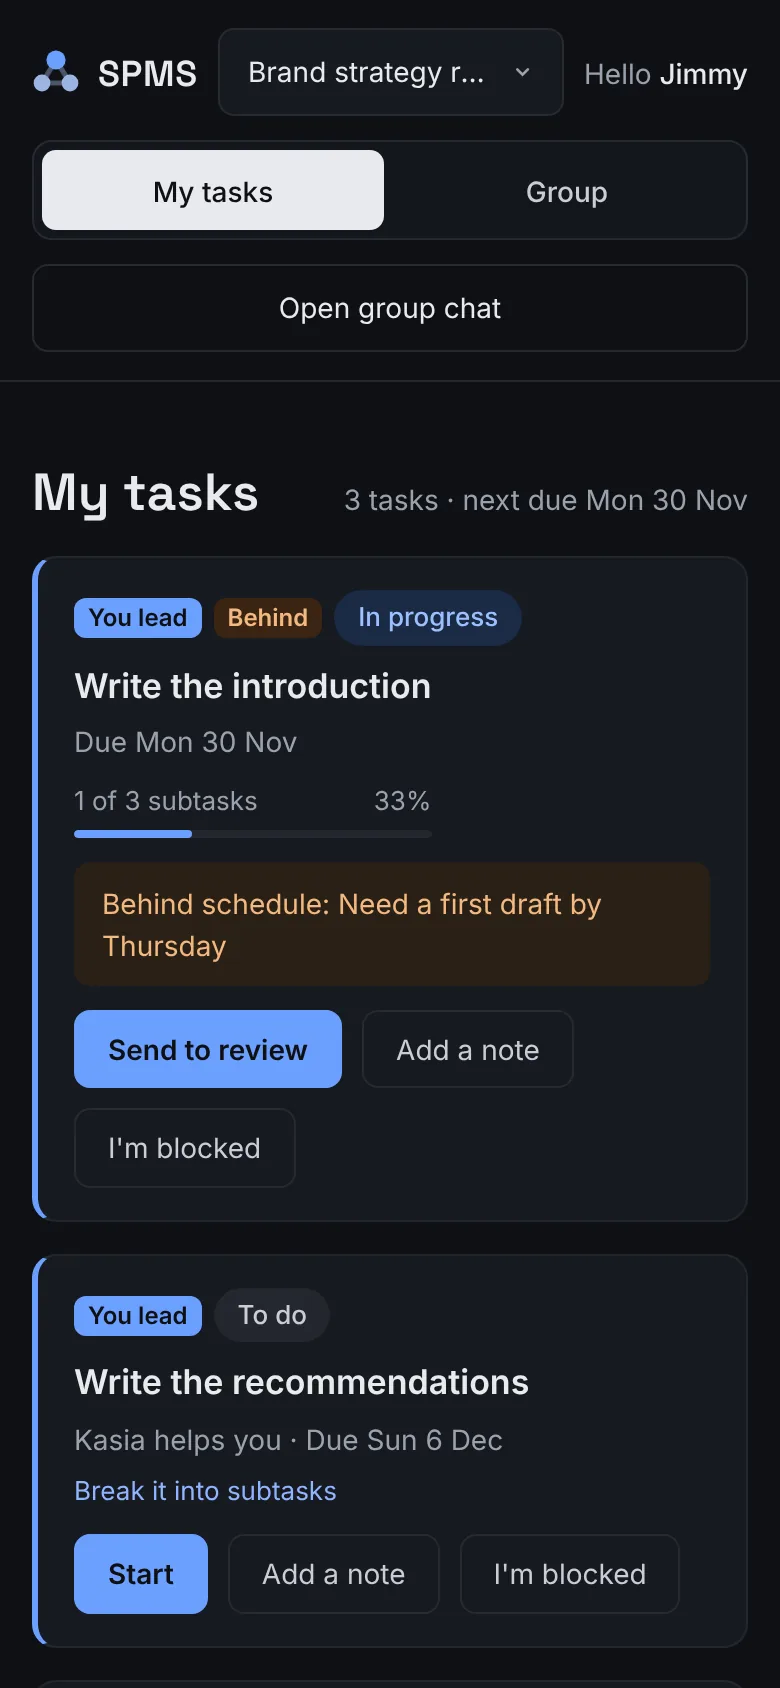 SPMS
Brand strategy r...
Hello Jimmy
My tasks
Group
Open group chat
My tasks
3 tasks · next due Mon 30 Nov
You lead
Behind
In progress
Write the introduction
Due Mon 30 Nov
1 of 3 subtasks
33%
Behind schedule: Need a first draft by
Thursday
Send to review
Add a note
I'm blocked
You lead
To do
Write the recommendations
Kasia helps you · Due Sun 6 Dec
Break it into subtasks
Start
Add a note
I'm blocked